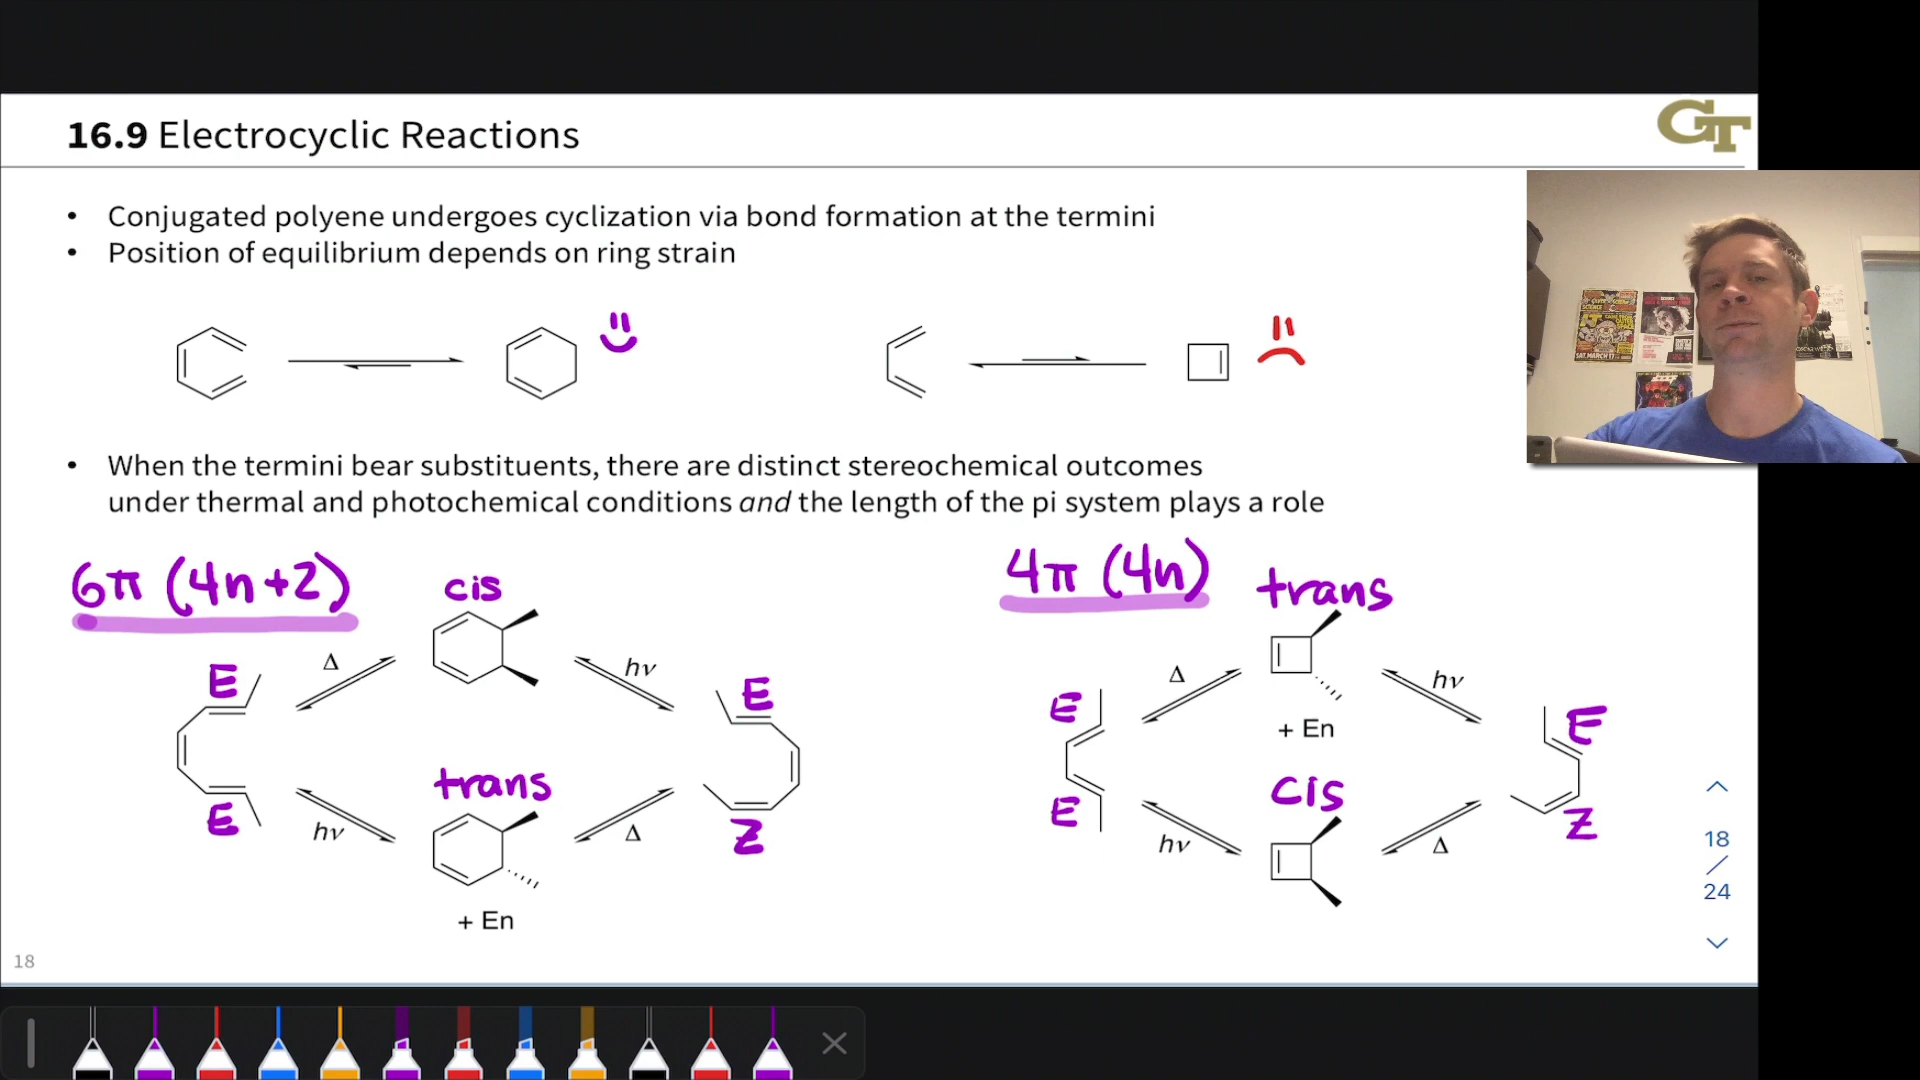 16.9 Electrocyclic Reactions
GT
• Conjugated polyene undergoes cyclization via bond formation at the termini
• Position of equilibrium depends on ring strain
• When the termini bear substituents, there are distinct stereochemical outcomes
under thermal and photochemical conditions and the length of the pi system plays a role
6π (4n+2)
cis
Δ
hν
E
E
trans
E
Z
hν
Δ
+ En
4π (4n)
trans
Δ
hν
E
E
+ En
cis
E
Z
hν
Δ
18
/
24
18
SAT. MARCH 17